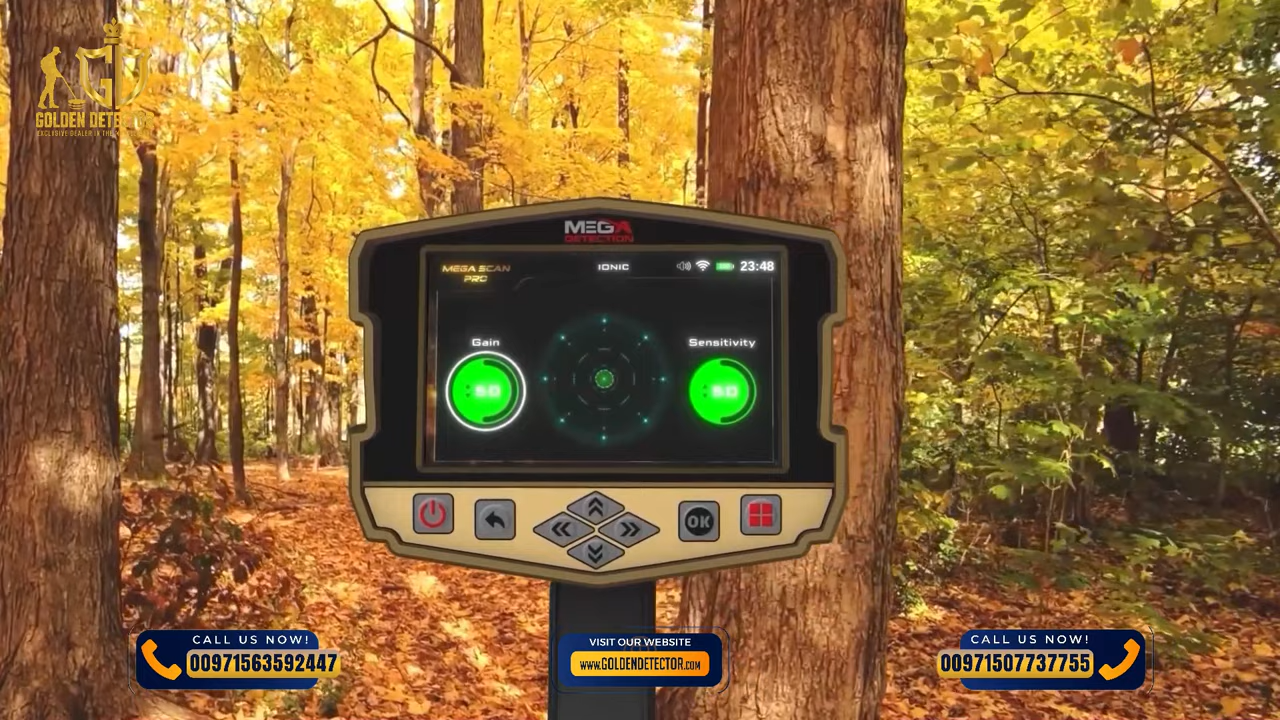 GOLDEN DETECTOR
MEGA
DETECTION
MEGA SCAN
PRO
IONIC
23:48
Gain
Sensitivity
OK
CALL US NOW!
00971563592447
VISIT OUR WEBSITE
WWW.GOLDENDETECTOR.COM
CALL US NOW!
00971507737755